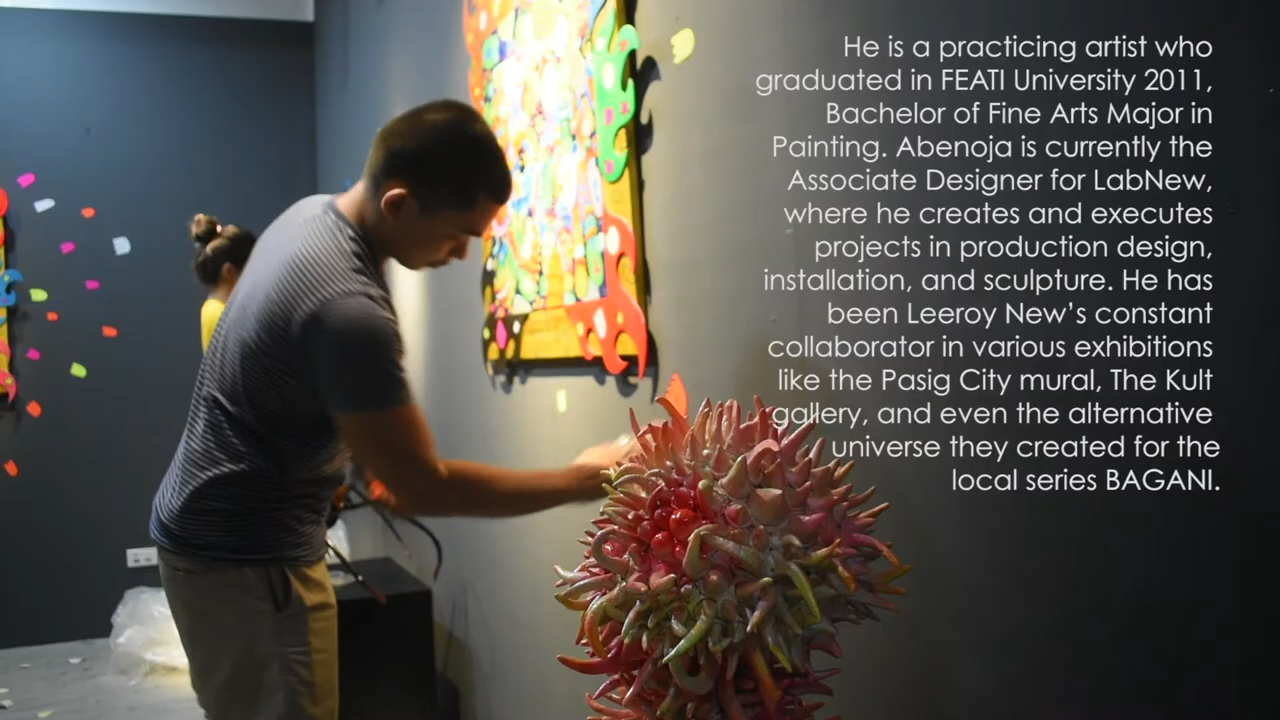 He is a practicing artist who
graduated in FEATI University 2011,
Bachelor of Fine Arts Major in
Painting. Abenoja is currently the
Associate Designer for LabNew,
where he creates and executes
projects in production design,
installation, and sculpture. He has
been Leeroy New’s constant
collaborator in various exhibitions
like the Pasig City mural, The Kult
gallery, and even the alternative
universe they created for the
local series BAGANI.